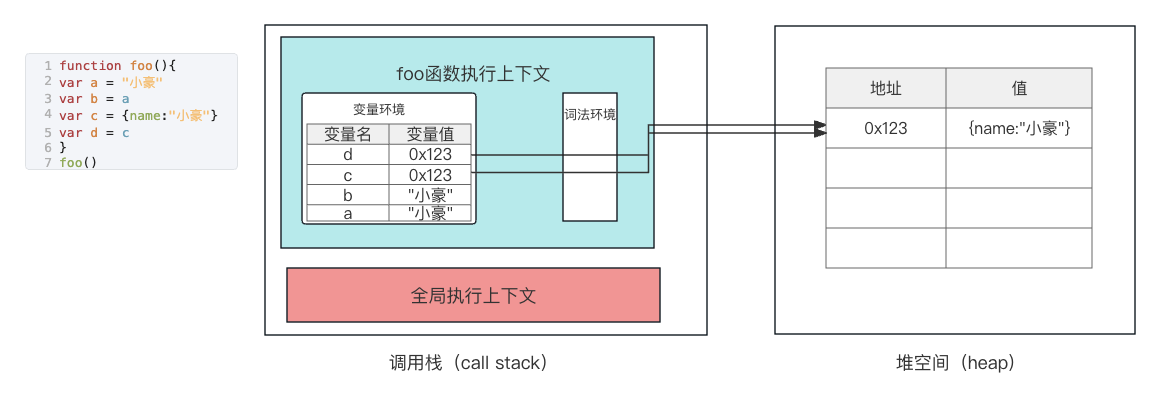 1 function foo(){
2 var a = "小豪"
3 var b = a
4 var c = {name:"小豪"}
5 var d = c
6 }
7 foo()
foo函数执行上下文
变量环境
变量名 变量值
d 0x123
c 0x123
b "小豪"
a "小豪"
词法环境
全局执行上下文
调用栈（call stack）
地址 值
0x123 {name:"小豪"}
堆空间（heap）